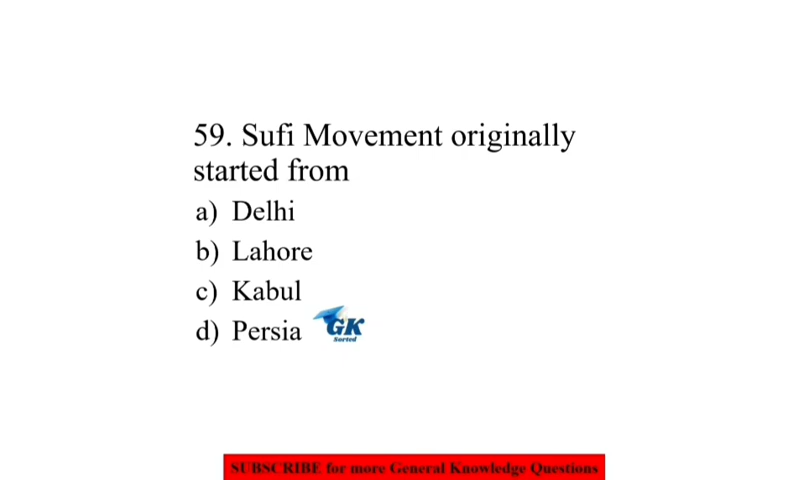 59. Sufi Movement originally
started from
a) Delhi
b) Lahore
c) Kabul
d) Persia
GK
Sorted
SUBSCRIBE for more General Knowledge Questions